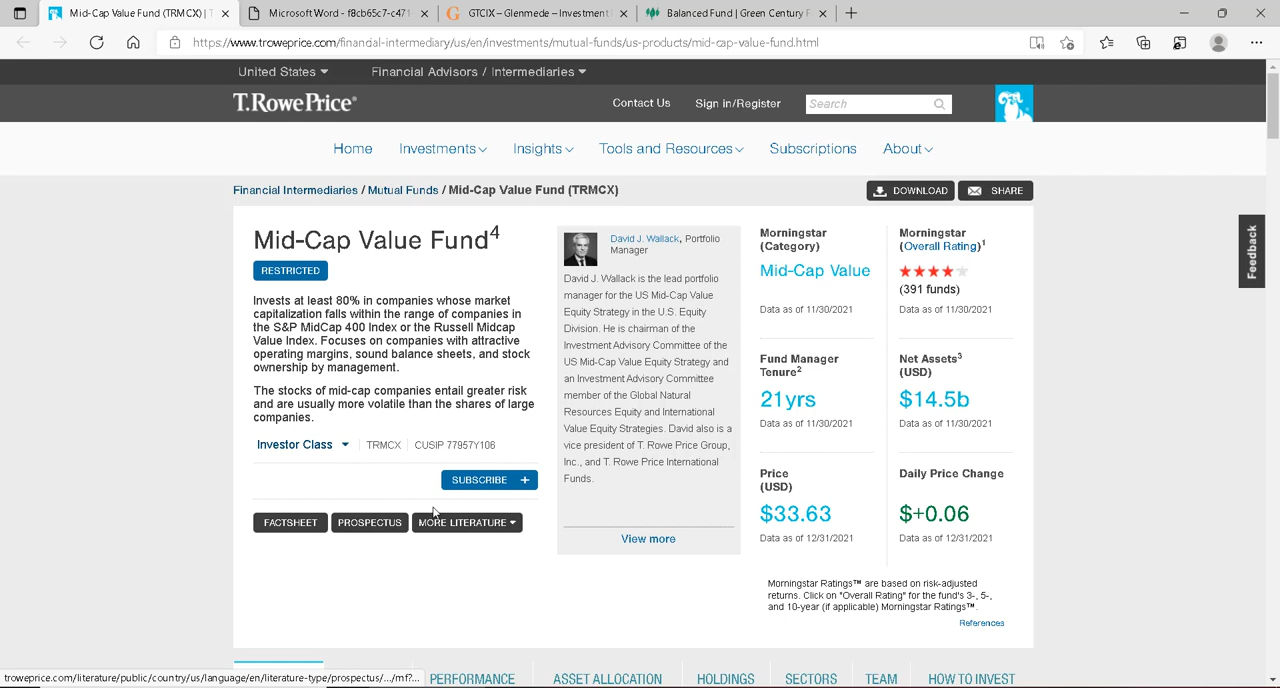 Mid-Cap Value Fund (TRMCX) | T
Microsoft Word - f8cb65c7-c471-
GTCIX – Glenmede – Investment
Balanced Fund | Green Century F
https://www.troweprice.com/financial-intermediary/us/en/investments/mutual-funds/us-products/mid-cap-value-fund.html
United States
Financial Advisors / Intermediaries
T.RowePrice®
Contact Us
Sign in/Register
Search
Home
Investments
Insights
Tools and Resources
Subscriptions
About
Financial Intermediaries / Mutual Funds / Mid-Cap Value Fund (TRMCX)
DOWNLOAD
SHARE
Feedback
Mid-Cap Value Fund4
RESTRICTED
Invests at least 80% in companies whose market
capitalization falls within the range of companies in
the S&P MidCap 400 Index or the Russell Midcap
Value Index. Focuses on companies with attractive
operating margins, sound balance sheets, and stock
ownership by management.
The stocks of mid-cap companies entail greater risk
and are usually more volatile than the shares of large
companies.
Investor Class
TRMCX
CUSIP 77957Y106
SUBSCRIBE +
FACTSHEET
PROSPECTUS
MORE LITERATURE
David J. Wallack, Portfolio
Manager
David J. Wallack is the lead portfolio
manager for the US Mid-Cap Value
Equity Strategy in the U.S. Equity
Division. He is chairman of the
Investment Advisory Committee of the
US Mid-Cap Value Equity Strategy and
an Investment Advisory Committee
member of the Global Natural
Resources Equity and International
Value Equity Strategies. David also is a
vice president of T. Rowe Price Group,
Inc., and T. Rowe Price International
Funds.
View more
Morningstar
(Category)
Mid-Cap Value
Data as of 11/30/2021
Morningstar
(Overall Rating)1
(391 funds)
Data as of 11/30/2021
Fund Manager
Tenure2
21yrs
Data as of 11/30/2021
Net Assets3
(USD)
$14.5b
Data as of 11/30/2021
Price
(USD)
$33.63
Data as of 12/31/2021
Daily Price Change
$+0.06
Data as of 12/31/2021
Morningstar Ratings™ are based on risk-adjusted
returns. Click on "Overall Rating" for the fund's 3-, 5-,
and 10-year (if applicable) Morningstar Ratings™.
References
PERFORMANCE
ASSET ALLOCATION
HOLDINGS
SECTORS
TEAM
HOW TO INVEST
troweprice.com/literature/public/country/us/language/en/literature-type/prospectus/.../mf?...